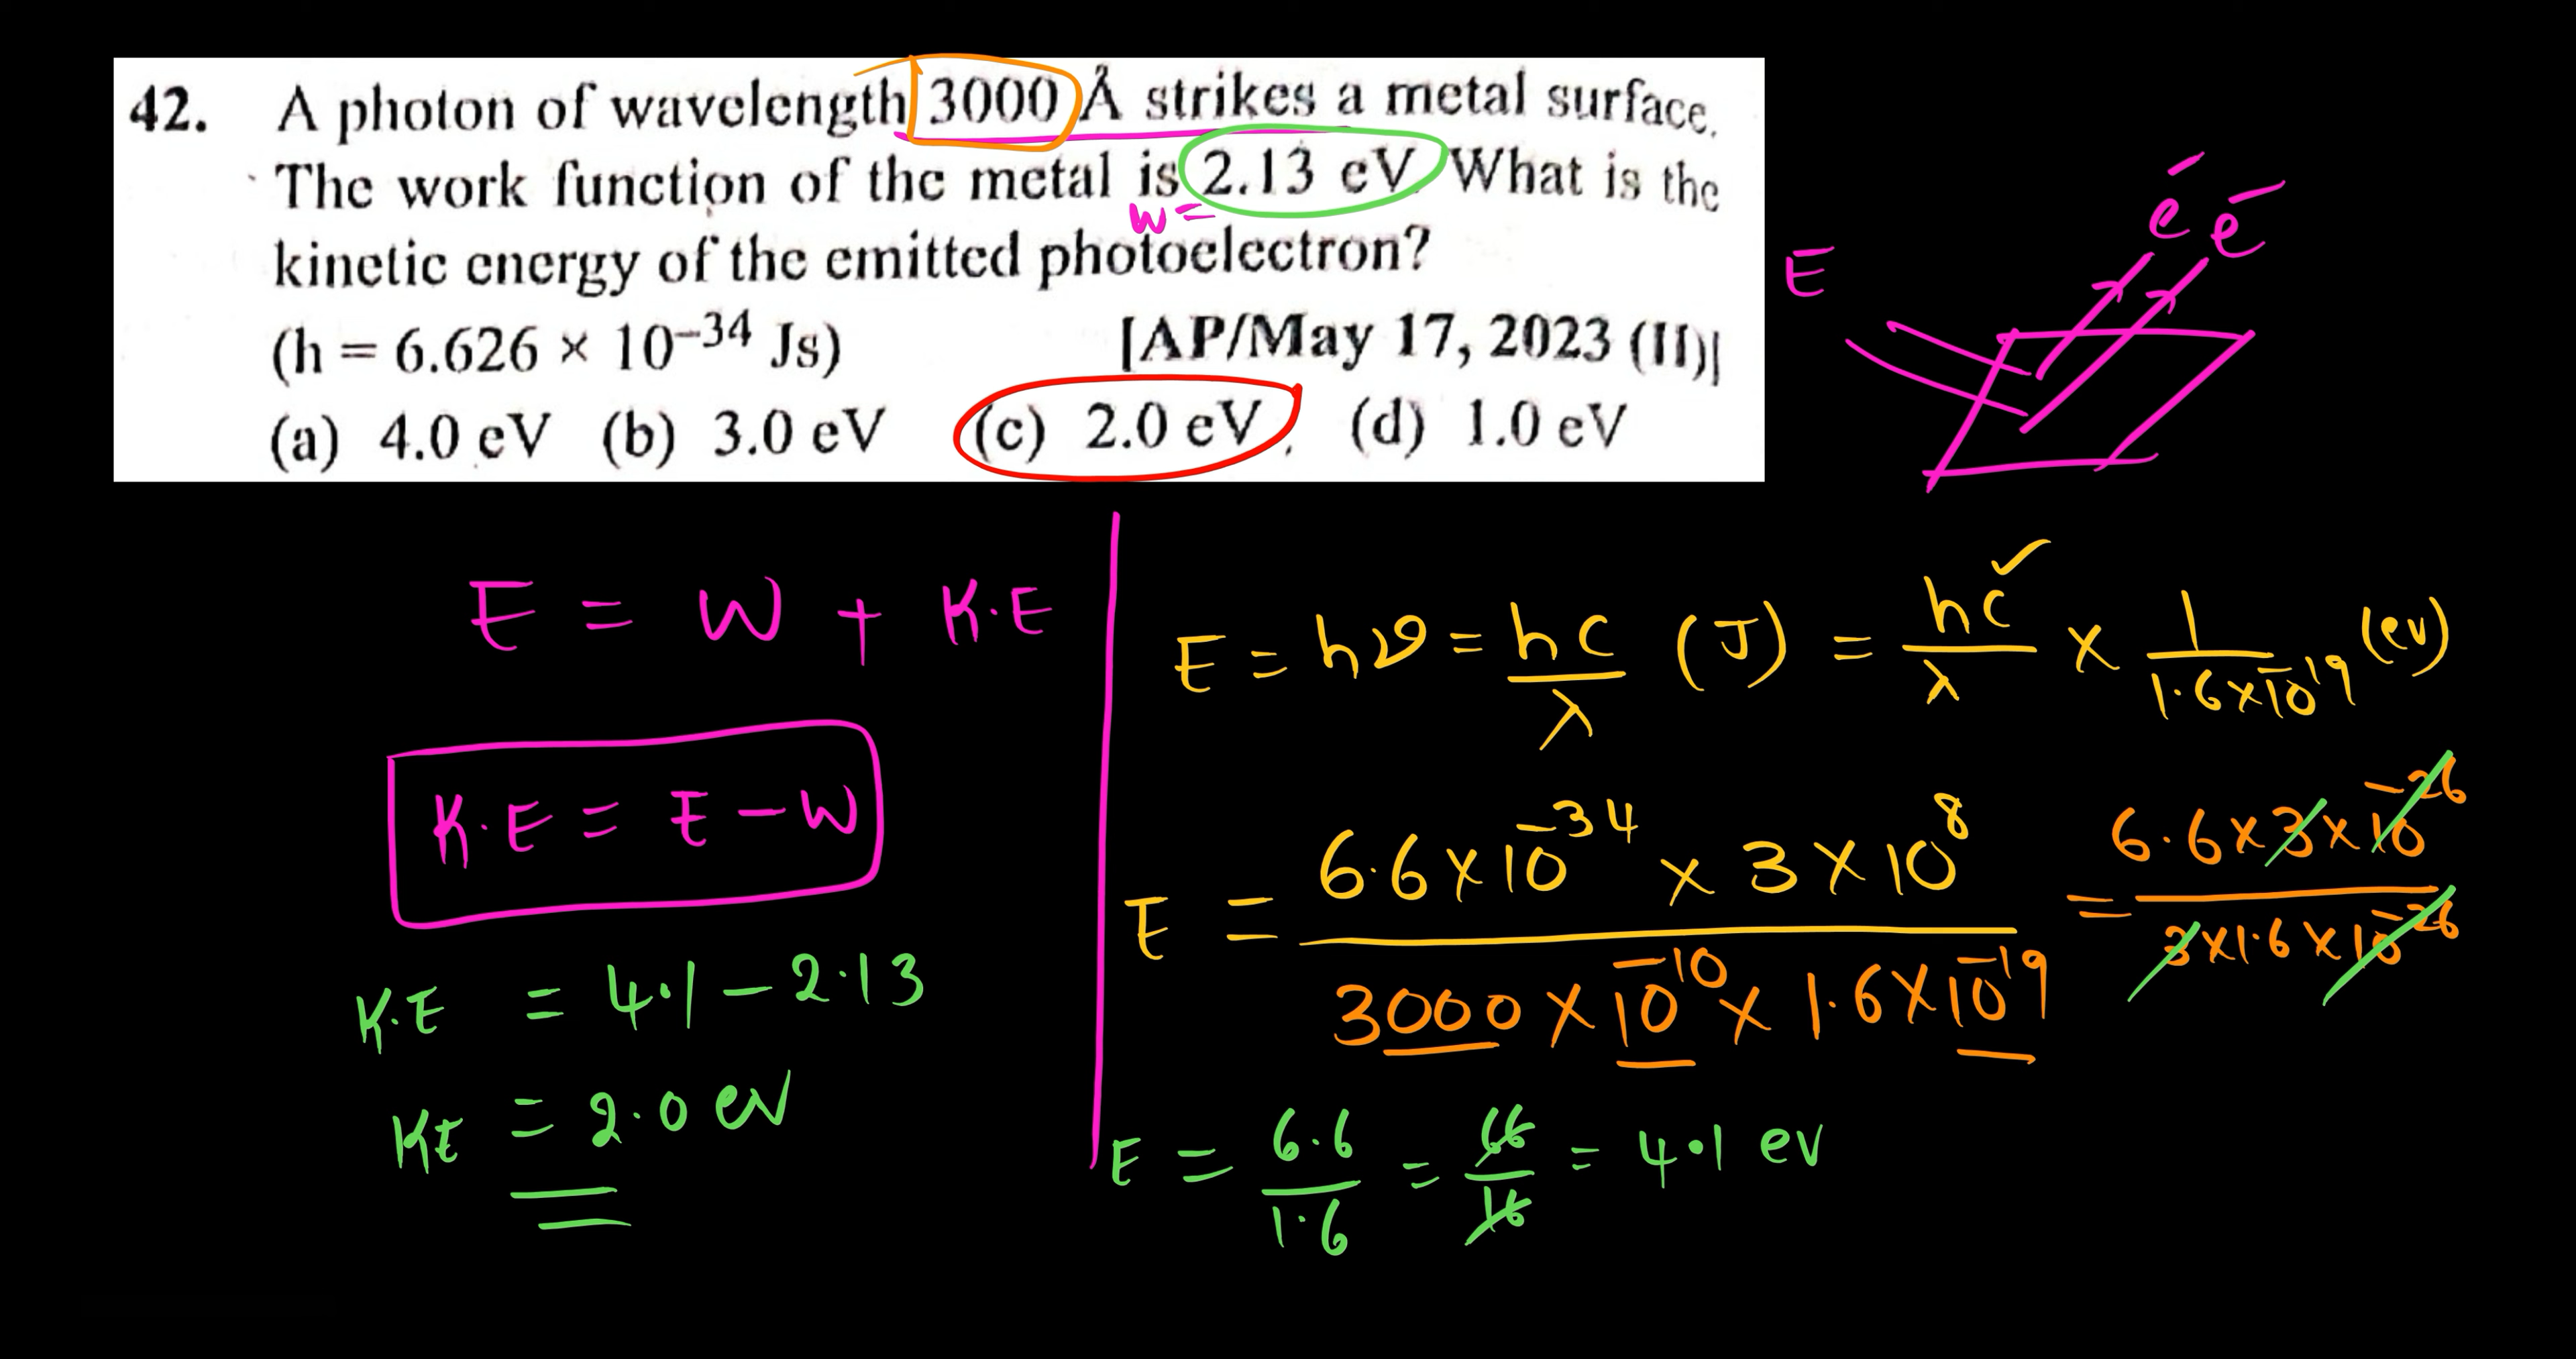 42. A photon of wavelength 3000 Å strikes a metal surface.
The work function of the metal is 2.13 eV. What is the
w =
kinetic energy of the emitted photoelectron?
(h = 6.626 × 10⁻³⁴ Js) [AP/May 17, 2023 (II)]
(a) 4.0 eV (b) 3.0 eV (c) 2.0 eV (d) 1.0 eV
E
e⁻ e⁻
E = W + K.E
K.E = E - W
K.E = 4.1 - 2.13
KE = 2.0 ev
E = hν = hc/λ (J) = hc/λ × 1/1.6×10⁻¹⁹ (ev)
E = 6.6×10⁻³⁴ × 3×10⁸ / 3000×10⁻¹⁰ × 1.6×10⁻¹⁹ = 6.6×3×10⁻²⁶ / 3×1.6×10⁻²⁶
E = 6.6/1.6 = 66/16 = 4.1 ev